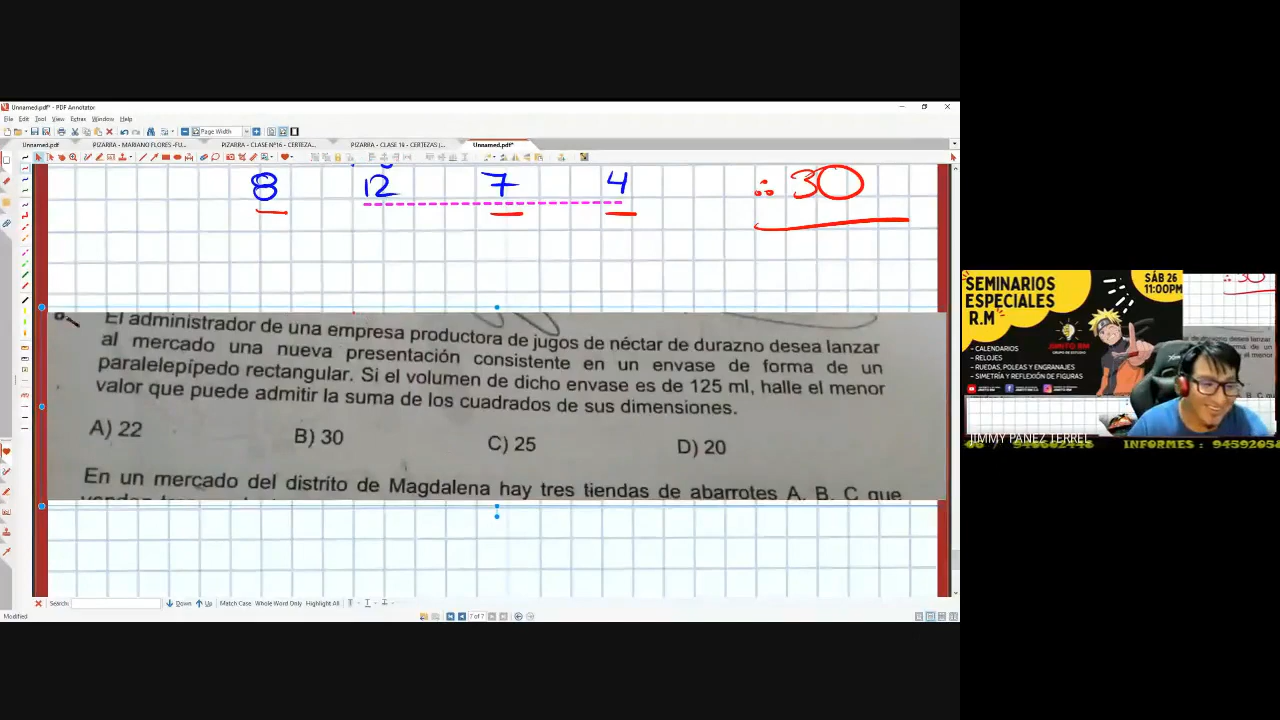 Unnamed.pdf* - PDF Annotator
File Edit Tool View Extras Window Help
Page Width
Unnamed.pdf PIZARRA - MARIANO FLORES -FU... PIZARRA - CLASE N°16 - CERTEZA... PIZARRA - CLASE 19 - CERTEZAS (... Unnamed.pdf*
8 12 7 4 ∴ 30
El administrador de una empresa productora de jugos de néctar de durazno desea lanzar
al mercado una nueva presentación consistente en un envase de forma de un
paralelepípedo rectangular. Si el volumen de dicho envase es de 125 ml, halle el menor
valor que puede admitir la suma de los cuadrados de sus dimensiones.
A) 22 B) 30 C) 25 D) 20
En un mercado del distrito de Magdalena hay tres tiendas de abarrotes A, B, C que
Search: Down Up Match Case Whole Word Only Highlight All
Modified 7 of 7
SEMINARIOS
ESPECIALES
R.M
SÁB 26
11:00PM
JIMMITO RM
- CALENDARIOS
- RELOJES
- RUEDAS, POLEAS Y ENGRANAJES
- SIMETRÍA Y REFLEXIÓN DE FIGURAS
JIMMY PAÑEZ TERREL
INFORMES :